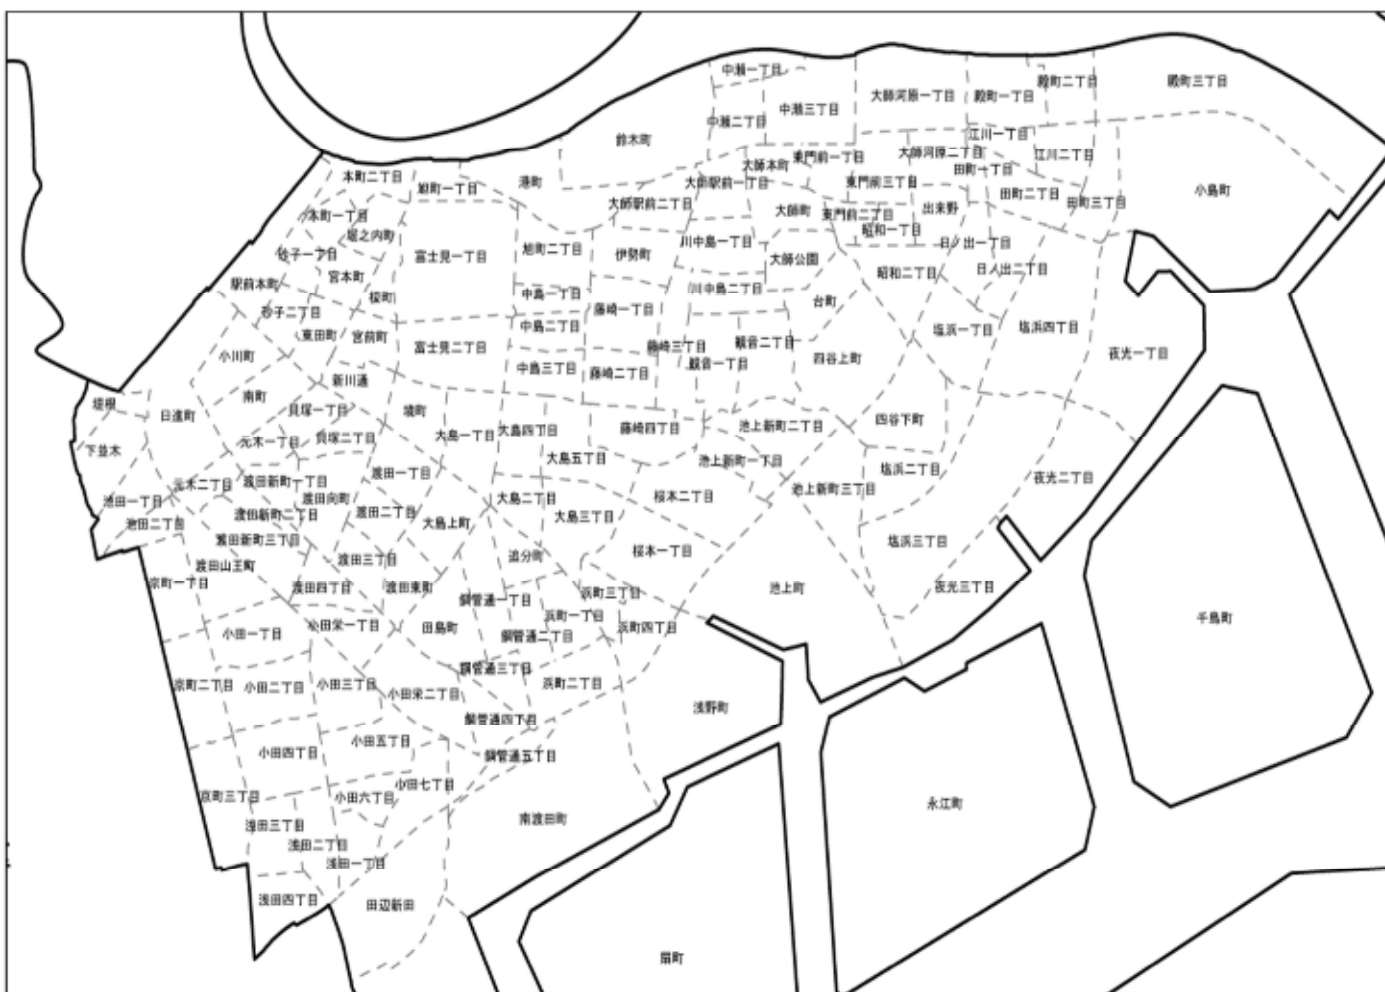 中瀬一丁目
殿町二丁目
殿町三丁目
大師河原一丁目
殿町一丁目
中瀬三丁目
中瀬二丁目
江川一丁目
鈴木町
大師河原二丁目
江川二丁目
東門前一丁目
大師本町
田町一丁目
本町二丁目
旭町一丁目
港町
大師駅前一丁目
東門前三丁目
小島町
田町二丁目
田町三丁目
大師駅前二丁目
大師町
東門前二丁目
出来野
本町一丁目
昭和一丁目
堀之内町
川中島一丁目
日ノ出一丁目
砂子一丁目
富士見一丁目
旭町二丁目
伊勢町
大師公園
昭和二丁目
日ノ出二丁目
宮本町
駅前本町
川中島二丁目
榎町
中島一丁目
台町
藤崎一丁目
砂子二丁目
中島二丁目
塩浜一丁目
塩浜四丁目
東田町
宮前町
富士見二丁目
藤崎三丁目
観音二丁目
小川町
四谷上町
夜光一丁目
観音一丁目
中島三丁目
藤崎二丁目
新川通
南町
堤根
日進町
貝塚一丁目
境町
四谷下町
池上新町二丁目
大島四丁目
藤崎四丁目
大島一丁目
貝塚二丁目
元木一丁目
下並木
大島五丁目
池上新町一丁目
塩浜二丁目
渡田一丁目
夜光二丁目
渡田新町一丁目
元木二丁目
池上新町三丁目
桜本二丁目
渡田向町
大島二丁目
池田一丁目
渡田二丁目
渡田新町二丁目
大島三丁目
池田二丁目
大島上町
渡田新町三丁目
塩浜三丁目
桜本一丁目
追分町
渡田三丁目
渡田山王町
京町一丁目
渡田四丁目
渡田東町
夜光三丁目
池上町
浜町三丁目
鋼管通一丁目
浜町一丁目
千鳥町
小田栄一丁目
田島町
浜町四丁目
小田一丁目
鋼管通二丁目
鋼管通三丁目
浜町二丁目
京町二丁目
小田二丁目
小田三丁目
小田栄二丁目
浅野町
鋼管通四丁目
小田五丁目
小田四丁目
鋼管通五丁目
小田七丁目
京町三丁目
小田六丁目
永江町
南渡田町
浅田三丁目
浅田二丁目
浅田一丁目
浅田四丁目
田辺新田
扇町